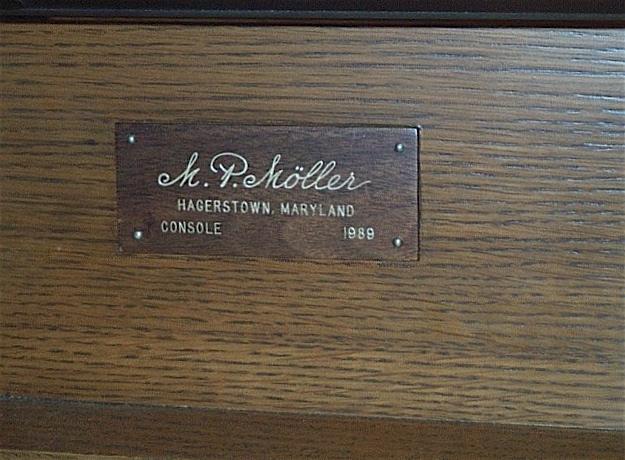 M. P. Möller
HAGERSTOWN, MARYLAND
CONSOLE 1989